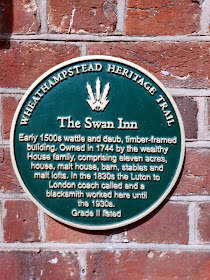 WHEATHAMPSTEAD HERITAGE TRAIL
The Swan Inn
Early 1500s wattle and daub, timber-framed
building. Owned in 1744 by the wealthy
House family, comprising eleven acres,
house, malt house, barn, stables and
malt lofts. In the 1830s the Luton to
London coach called and a
blacksmith worked here until
the 1930s.
Grade II listed